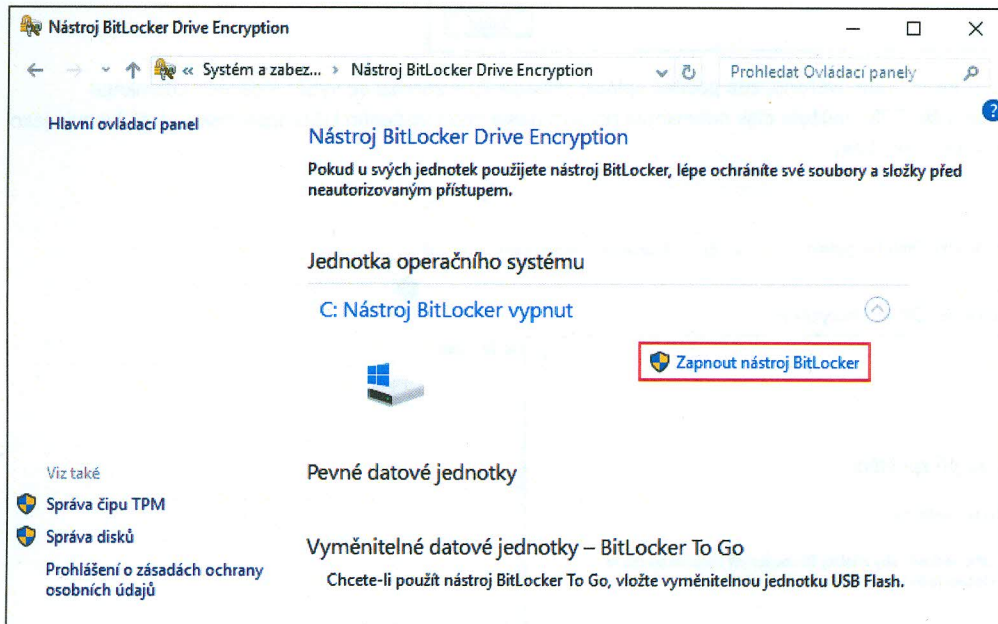 Nástroj BitLocker Drive Encryption
« Systém a zabez... › Nástroj BitLocker Drive Encryption
Prohledat Ovládací panely
Hlavní ovládací panel
Nástroj BitLocker Drive Encryption
Pokud u svých jednotek použijete nástroj BitLocker, lépe ochráníte své soubory a složky před
neautorizovaným přístupem.
Jednotka operačního systému
C: Nástroj BitLocker vypnut
Zapnout nástroj BitLocker
Pevné datové jednotky
Vyměnitelné datové jednotky – BitLocker To Go
Chcete-li použít nástroj BitLocker To Go, vložte vyměnitelnou jednotku USB Flash.
Viz také
Správa čipu TPM
Správa disků
Prohlášení o zásadách ochrany
osobních údajů